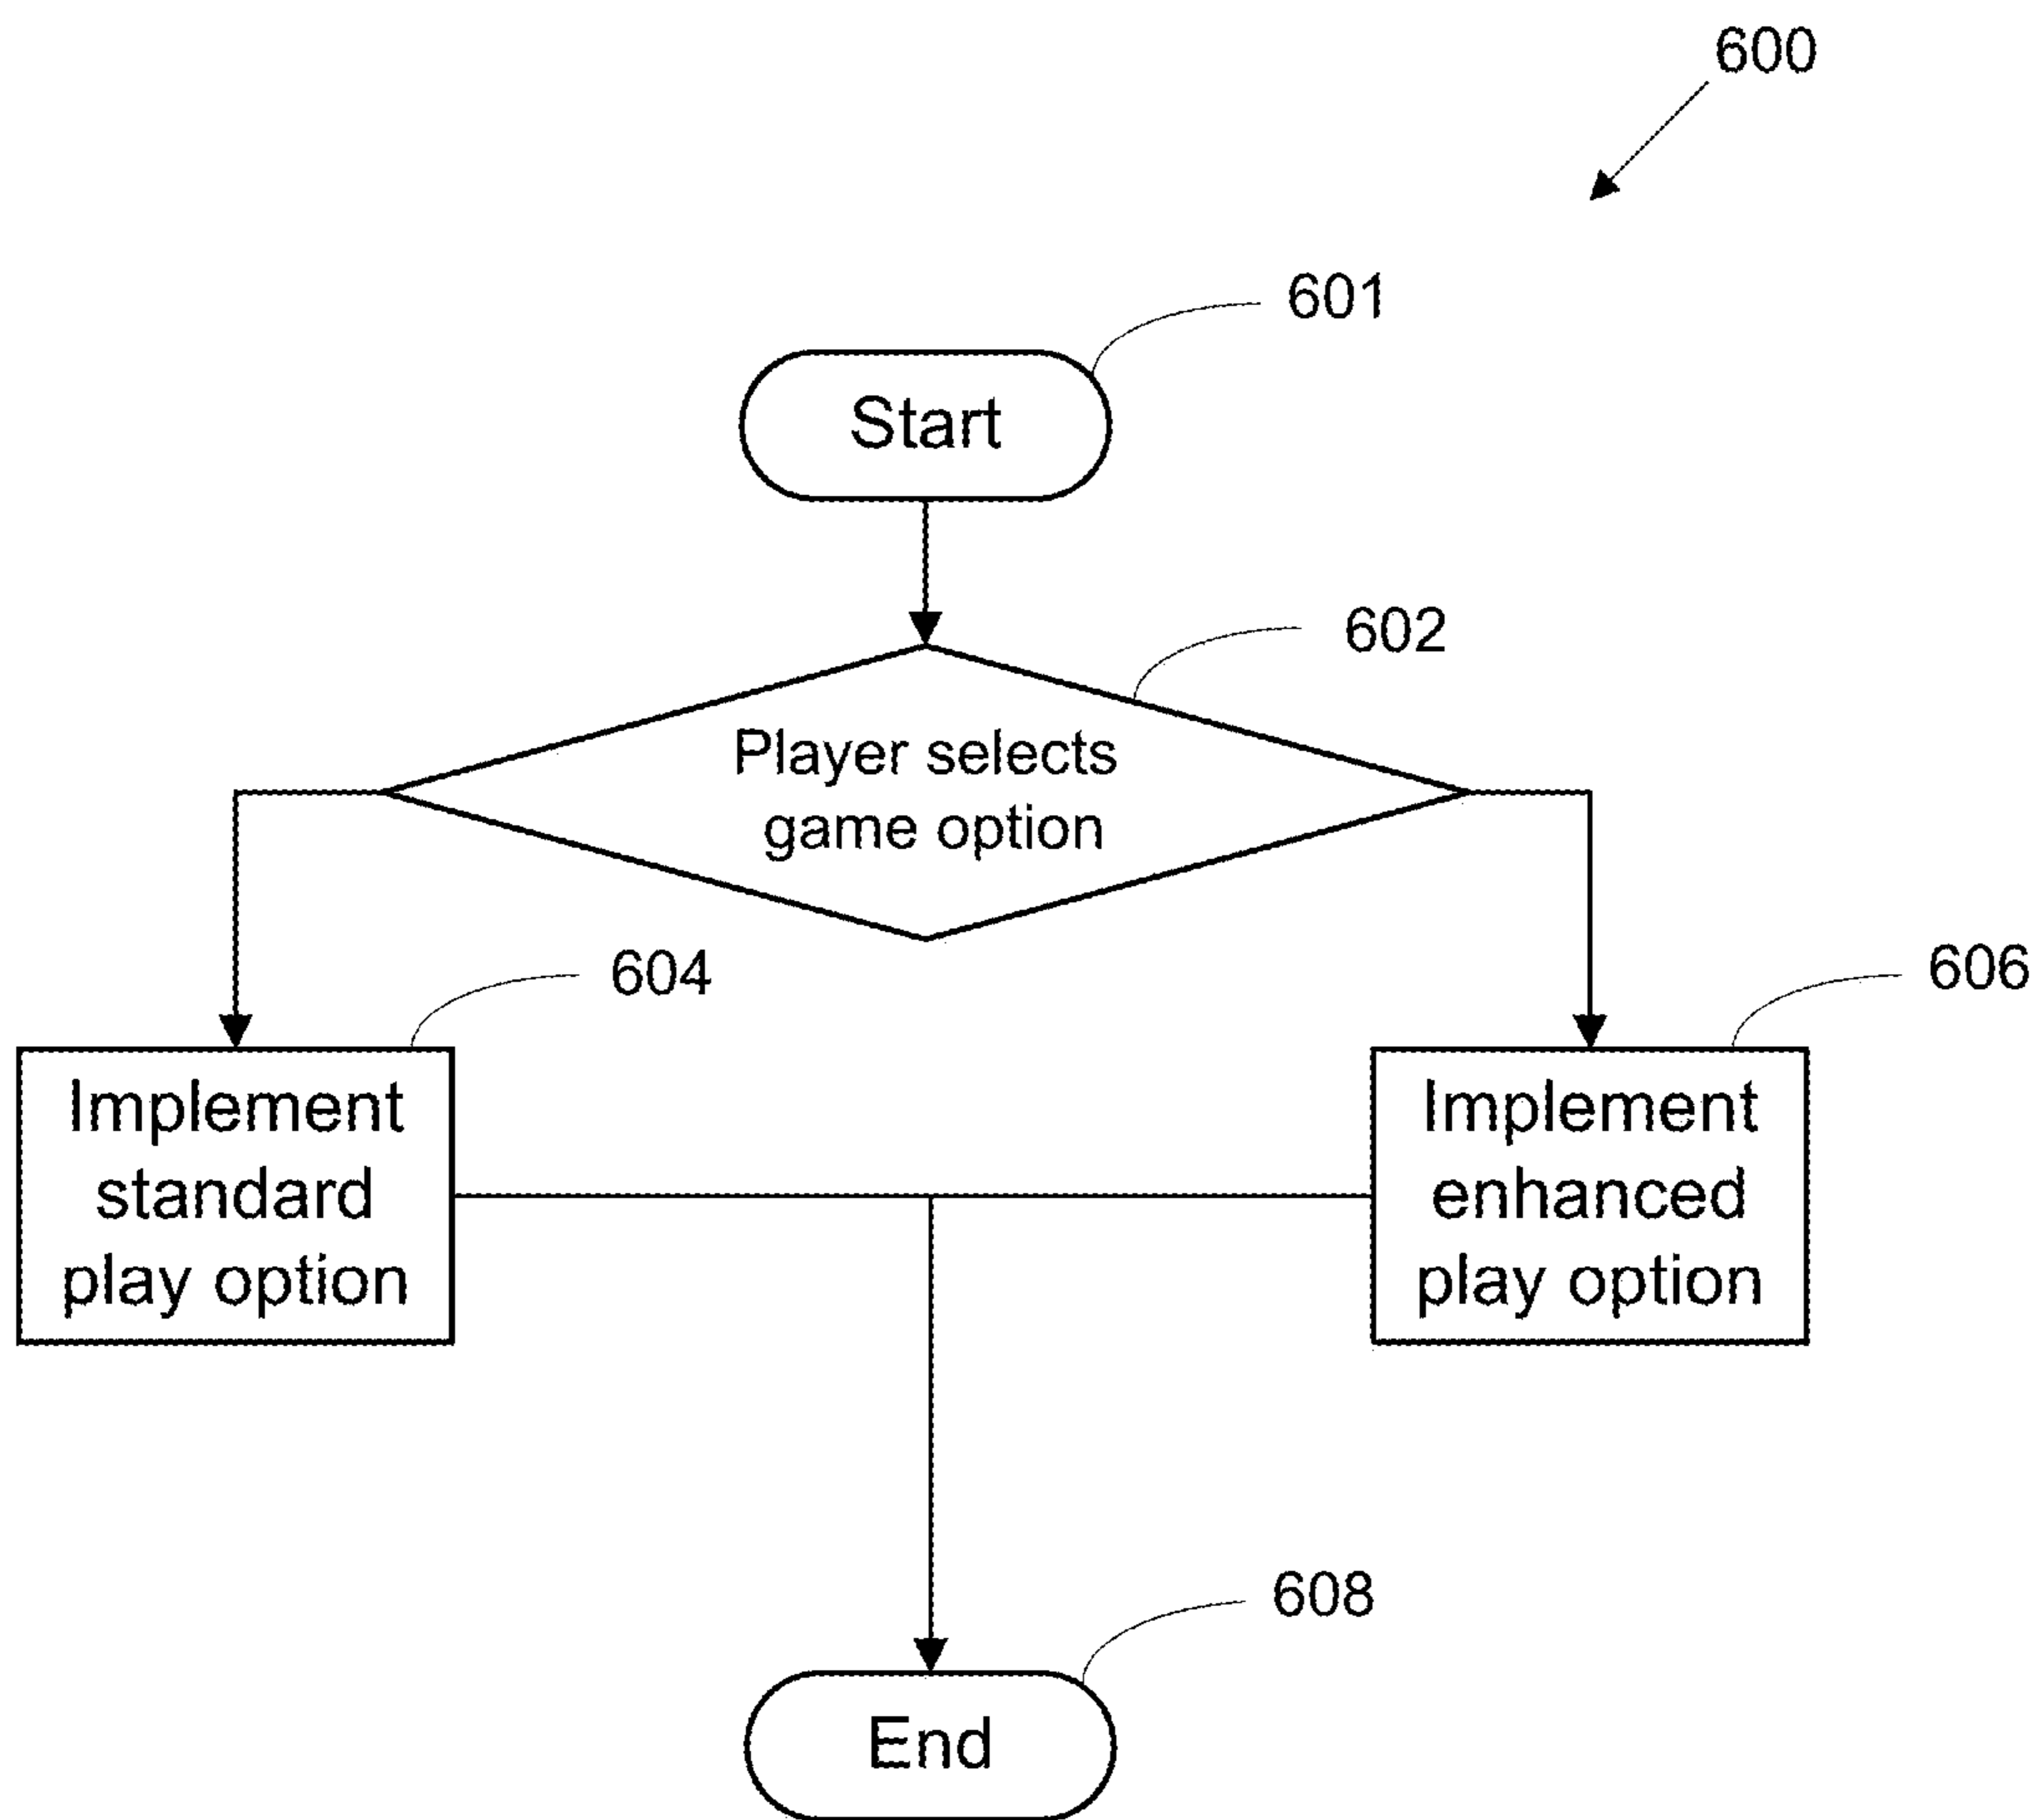 600
601
Start
602
Player selects
game option
604
606
Implement
standard
play option
Implement
enhanced
play option
608
End